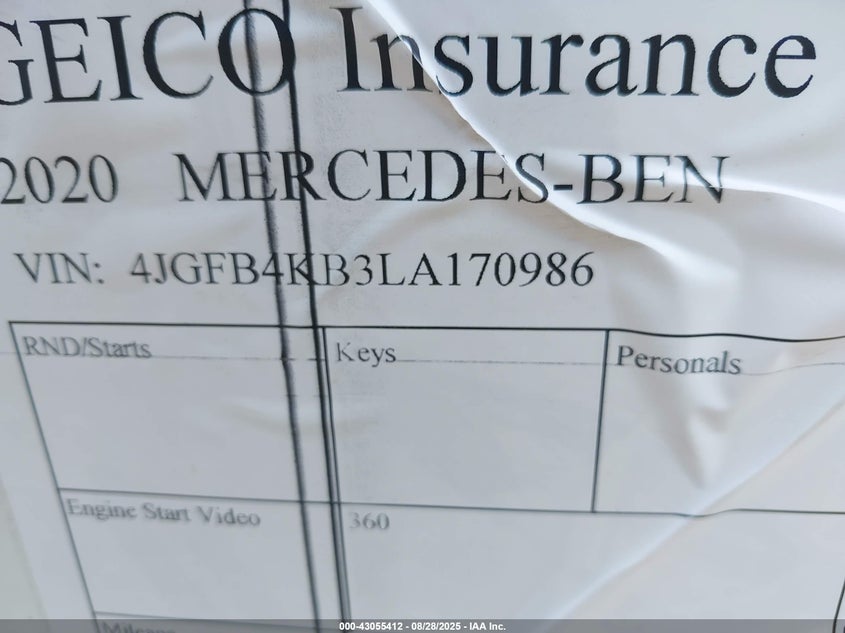 GEICO Insurance
2020 MERCEDES-BEN
VIN: 4JGFB4KB3LA170986
RND/Starts
Keys
Personals
Engine Start Video
360
Mileage
000-43055412 - 08/28/2025 - IAA Inc.